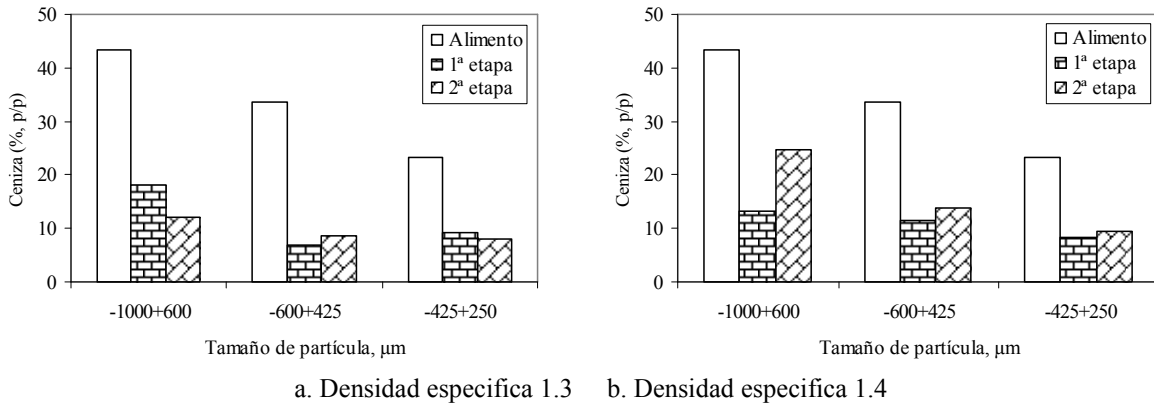 50
40
30
20
10
0
Ceniza (%, p/p)
Alimento
1ª etapa
2ª etapa
-1000+600
-600+425
-425+250
Tamaño de partícula, µm
50
40
30
20
10
0
Ceniza (%, p/p)
Alimento
1ª etapa
2ª etapa
-1000+600
-600+425
-425+250
Tamaño de partícula, µm
a. Densidad especifica 1.3
b. Densidad especifica 1.4